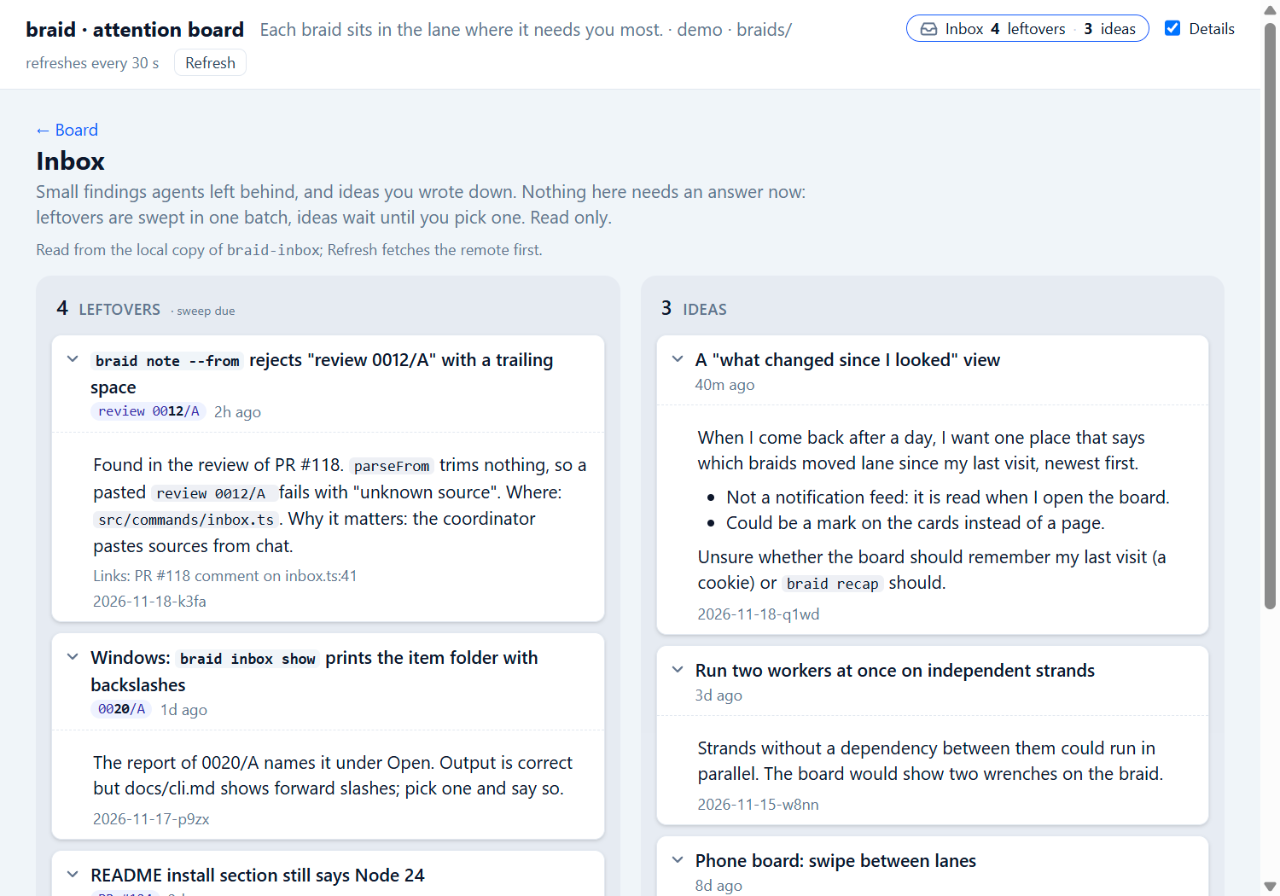 braid · attention board Each braid sits in the lane where it needs you most. · demo · braids/
Inbox 4 leftovers · 3 ideas
Details
refreshes every 30 s Refresh
← Board
Inbox
Small findings agents left behind, and ideas you wrote down. Nothing here needs an answer now:
leftovers are swept in one batch, ideas wait until you pick one. Read only.
Read from the local copy of braid-inbox; Refresh fetches the remote first.
4 LEFTOVERS · sweep due
braid note --from rejects "review 0012/A" with a trailing
space
review 0012/A 2h ago
Found in the review of PR #118. parseFrom trims nothing, so a
pasted review 0012/A fails with "unknown source". Where:
src/commands/inbox.ts. Why it matters: the coordinator
pastes sources from chat.
Links: PR #118 comment on inbox.ts:41
2026-11-18-k3fa
Windows: braid inbox show prints the item folder with
backslashes
0020/A 1d ago
The report of 0020/A names it under Open. Output is correct
but docs/cli.md shows forward slashes; pick one and say so.
2026-11-17-p9zx
README install section still says Node 24
3 IDEAS
A "what changed since I looked" view
40m ago
When I come back after a day, I want one place that says
which braids moved lane since my last visit, newest first.
• Not a notification feed: it is read when I open the board.
• Could be a mark on the cards instead of a page.
Unsure whether the board should remember my last visit (a
cookie) or braid recap should.
2026-11-18-q1wd
Run two workers at once on independent strands
3d ago
Strands without a dependency between them could run in
parallel. The board would show two wrenches on the braid.
2026-11-15-w8nn
Phone board: swipe between lanes
8d ago